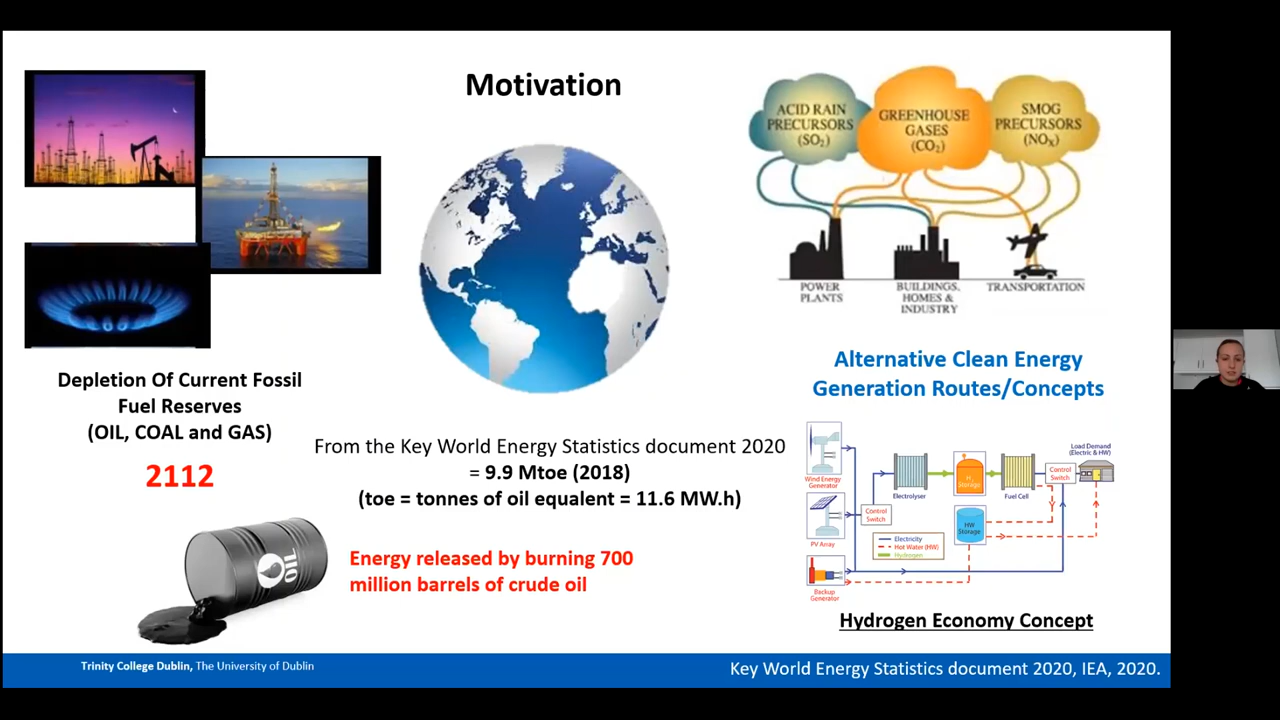 Motivation
ACID RAIN
PRECURSORS
(SO2)
GREENHOUSE
GASES
(CO2)
SMOG
PRECURSORS
(NOX)
POWER
PLANTS
BUILDINGS,
HOMES &
INDUSTRY
TRANSPORTATION
Depletion Of Current Fossil
Fuel Reserves
(OIL, COAL and GAS)
2112
From the Key World Energy Statistics document 2020
= 9.9 Mtoe (2018)
(toe = tonnes of oil equalent = 11.6 MW.h)
OIL
Energy released by burning 700
million barrels of crude oil
Alternative Clean Energy
Generation Routes/Concepts
Wind Energy
Generator
PV Array
Backup
Generator
Control
Switch
Electrolyser
H2
Storage
Fuel Cell
Control
Switch
Load Demand
(Electric & HW)
HW
Storage
Electricity
Hot Water (HW)
Hydrogen
Hydrogen Economy Concept
Trinity College Dublin, The University of Dublin
Key World Energy Statistics document 2020, IEA, 2020.